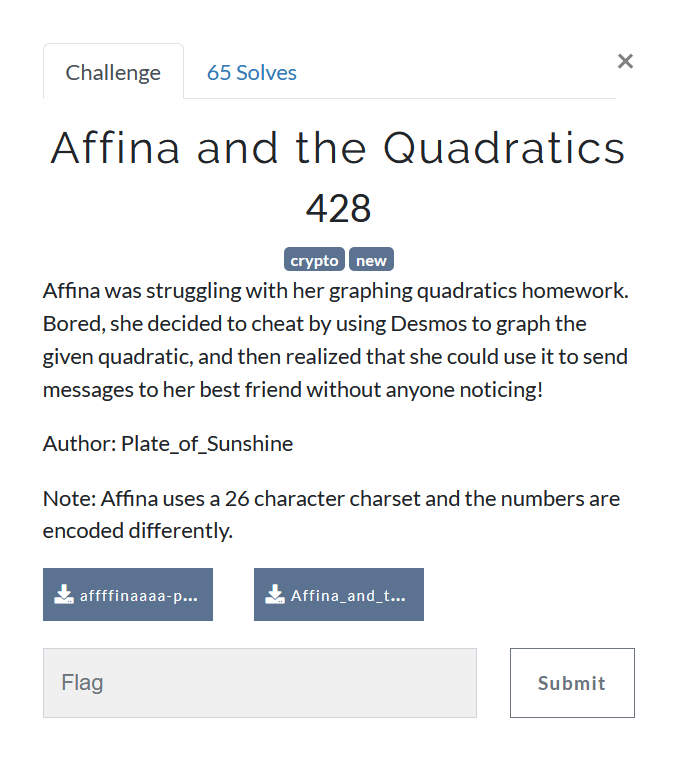 Challenge
65 Solves
×
Affina and the Quadratics
428
crypto new
Affina was struggling with her graphing quadratics homework.
Bored, she decided to cheat by using Desmos to graph the
given quadratic, and then realized that she could use it to send
messages to her best friend without anyone noticing!
Author: Plate_of_Sunshine
Note: Affina uses a 26 character charset and the numbers are
encoded differently.
affffinaaaa-p...
Affina_and_t...
Flag
Submit